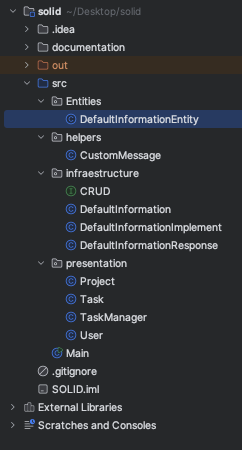 solid ~/Desktop/solid
.idea
documentation
out
src
Entities
DefaultInformationEntity
helpers
CustomMessage
infraestructure
CRUD
DefaultInformation
DefaultInformationImplement
DefaultInformationResponse
presentation
Project
Task
TaskManager
User
Main
.gitignore
SOLID.iml
External Libraries
Scratches and Consoles